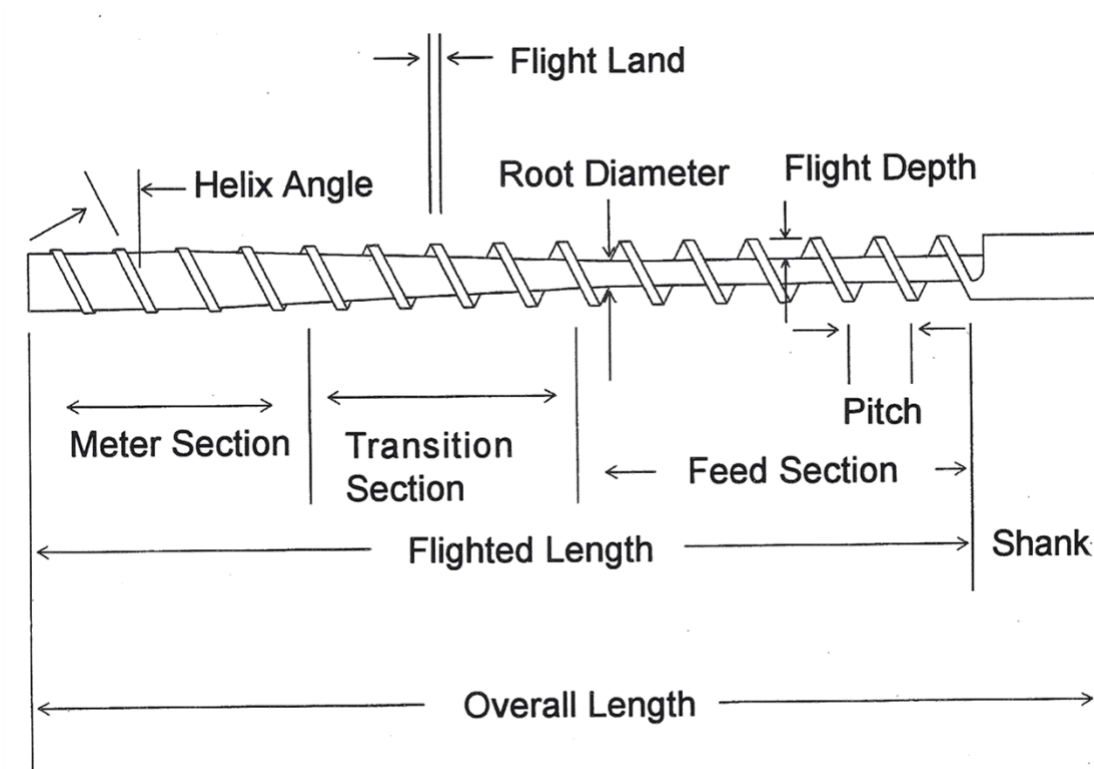 Flight Land
Helix Angle
Root Diameter
Flight Depth
Pitch
Meter Section
Transition
Section
Feed Section
Flighted Length
Shank
Overall Length